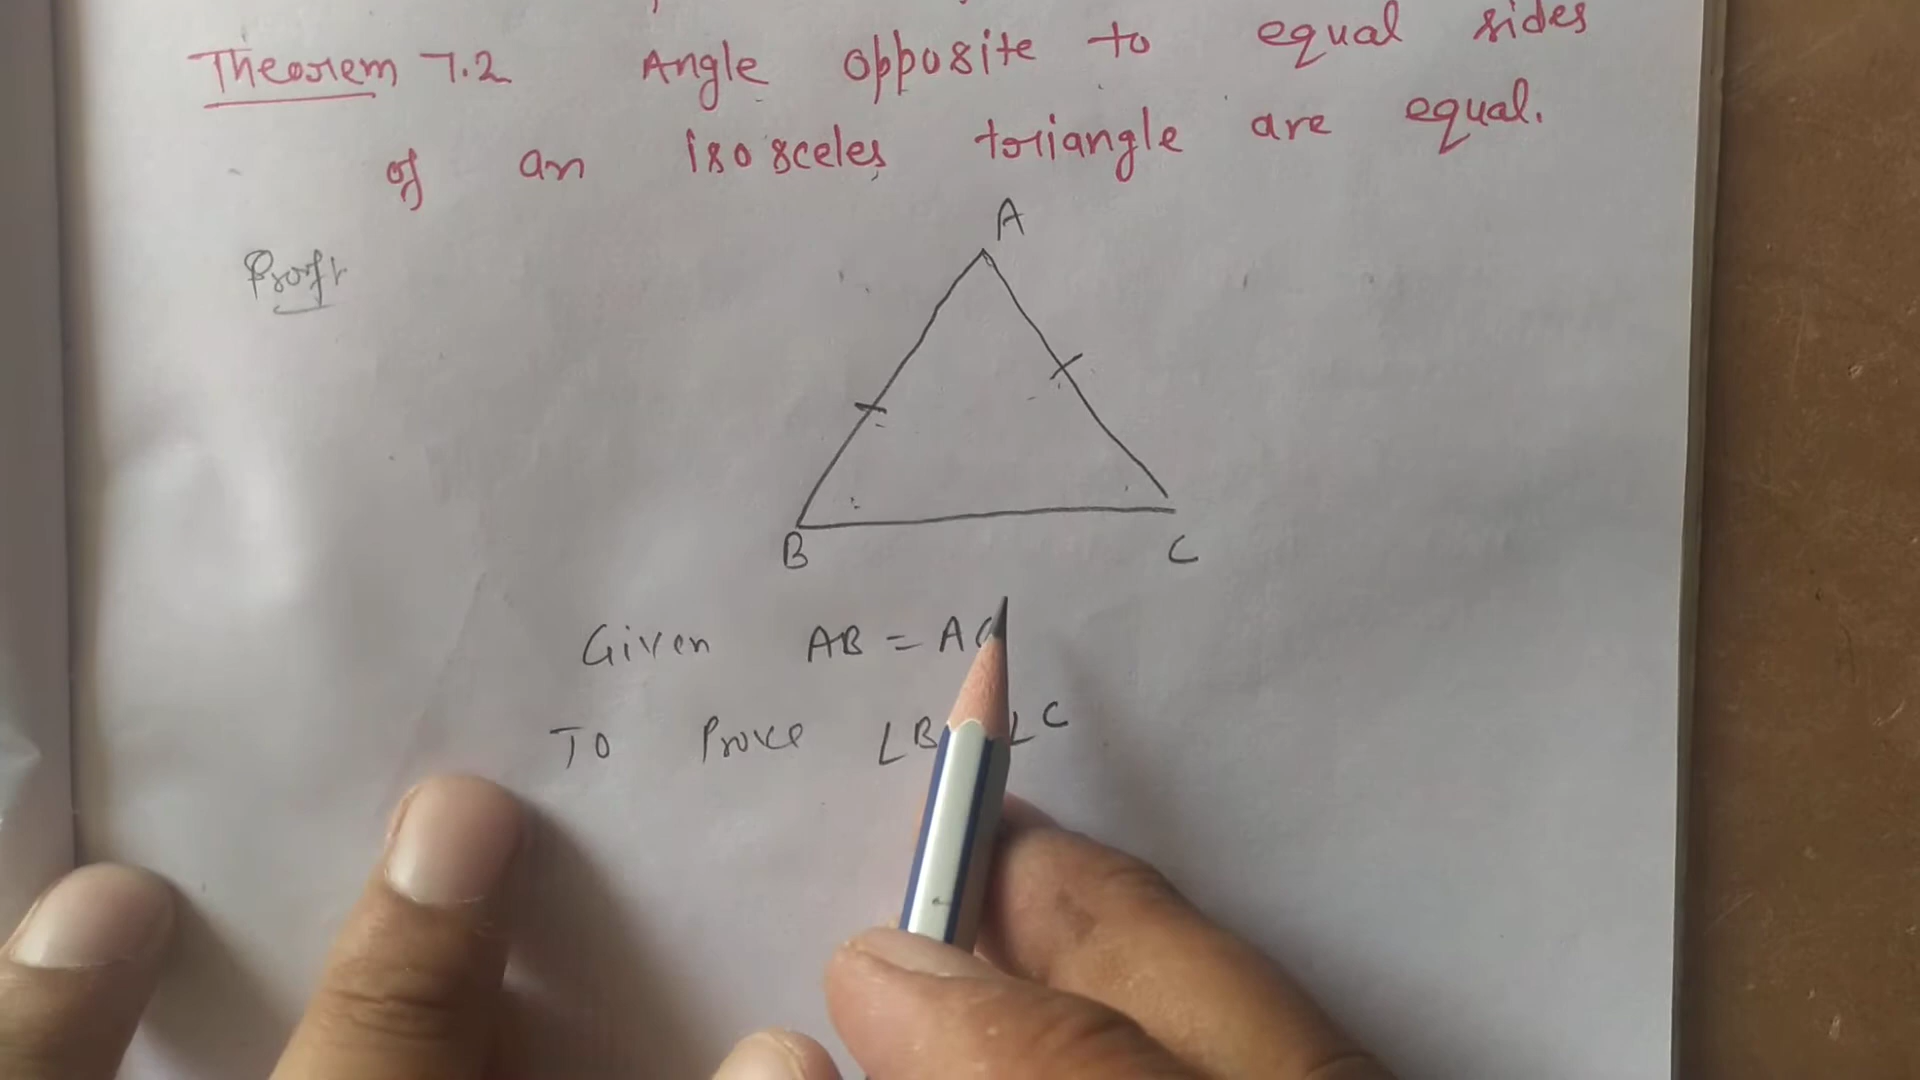 Theorem 7.2 Angle opposite to equal sides
of an isosceles triangle are equal.
Proof
A
B
C
Given AB = AC
To Prove ∠B ∠C